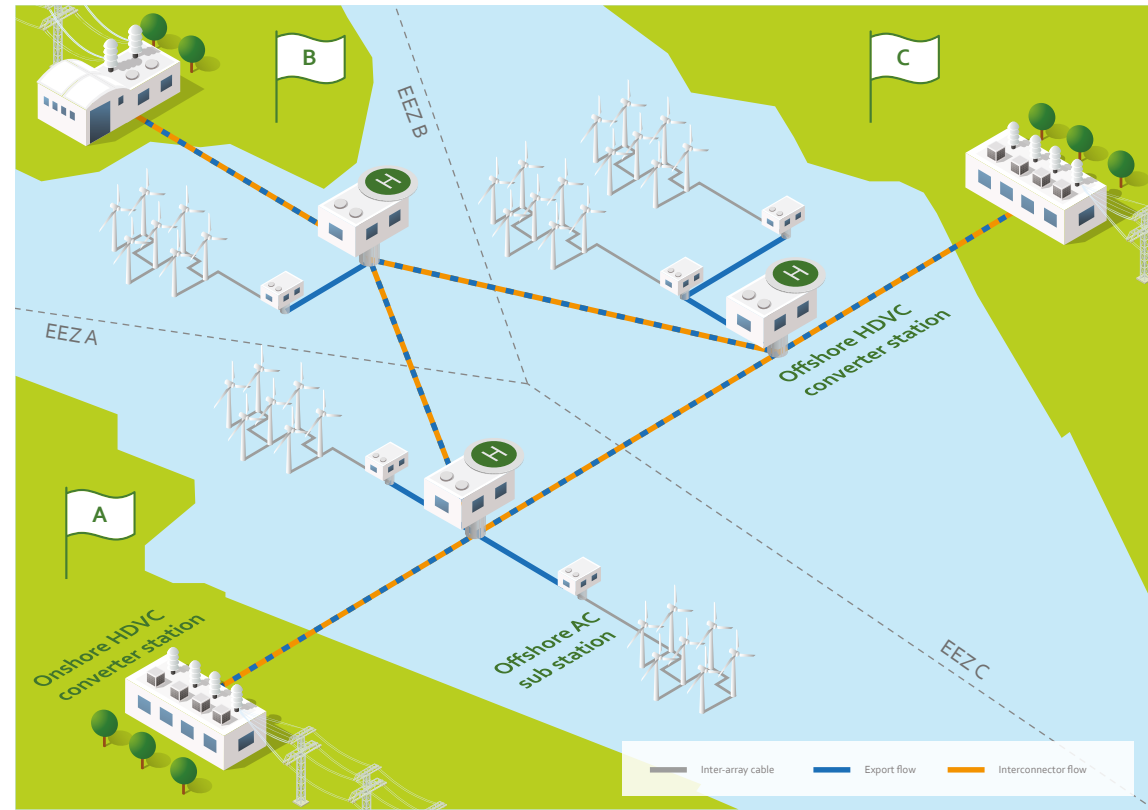 B
C
EEZ B
H
H
EEZ A
Offshore HDVC
converter station
H
A
Onshore HDVC
converter station
Offshore AC
sub station
EEZ C
Inter-array cable
Export flow
Interconnector flow